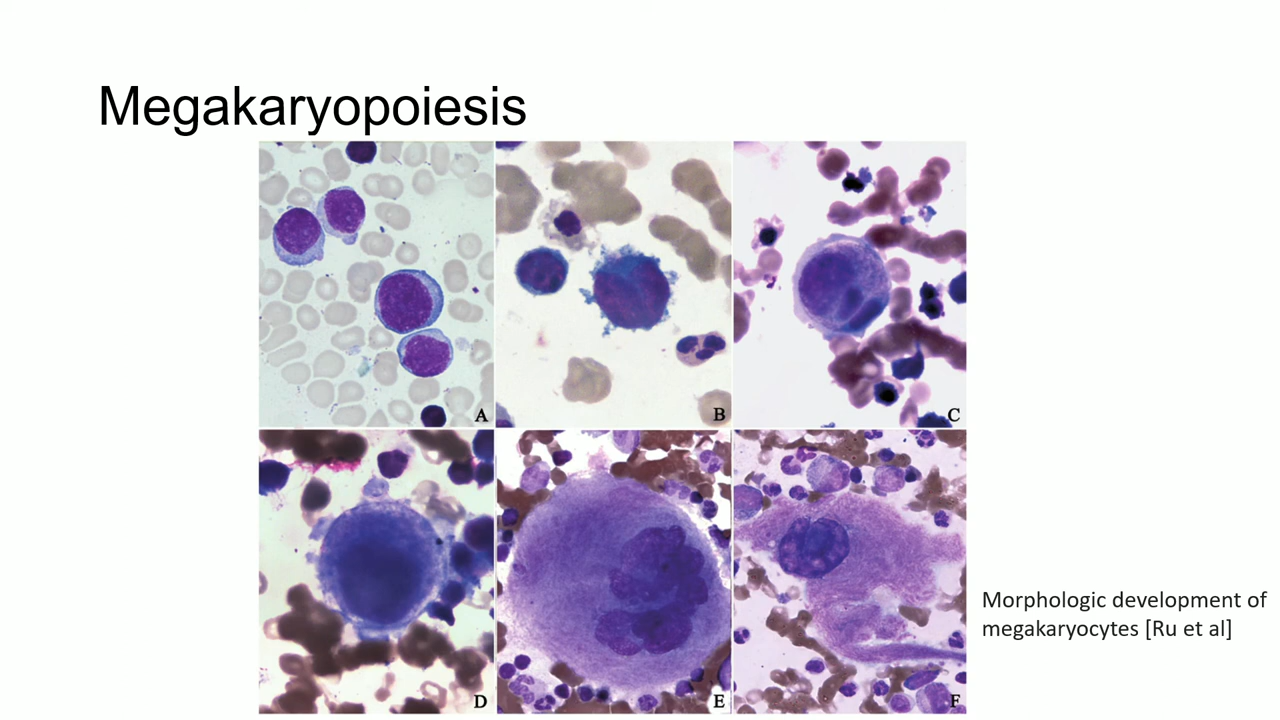 Megakaryopoiesis
A
B
C
D
E
F
Morphologic development of
megakaryocytes [Ru et al]